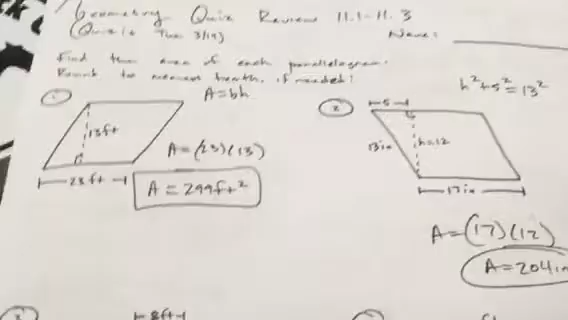 Geometry Quiz Review 11.1-11.3
(Quiz is Tue 3/19)
Name:
Find the area of each parallelogram.
Round to nearest tenth, if needed!
①
A=bh
13ft
23ft
A=(23)(13)
A=299ft²
②
h²+5²=13²
5
13in
h=12
17in
A=(17)(12)
A=204in
8ft